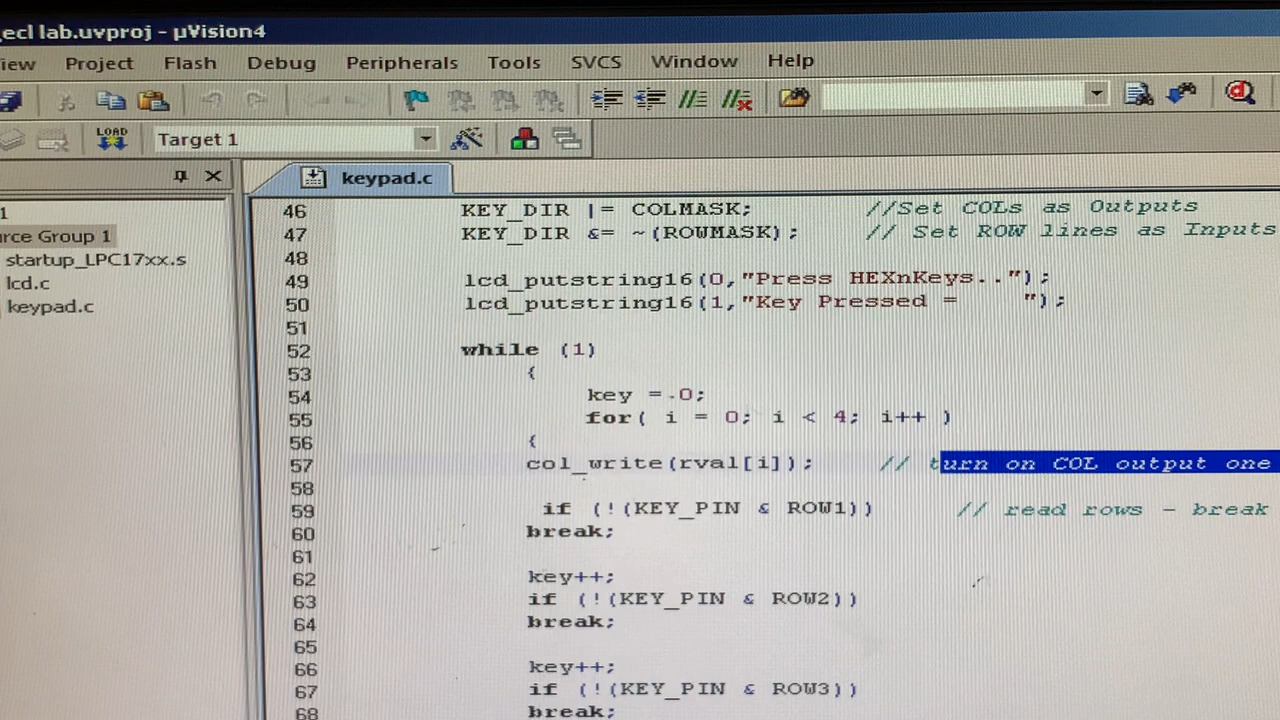 ecl lab.uvproj - µVision4
iew Project Flash Debug Peripherals Tools SVCS Window Help
LOAD Target 1
keypad.c
1
rce Group 1
startup_LPC17xx.s
lcd.c
keypad.c
46 KEY_DIR |= COLMASK; //Set COLs as Outputs
47 KEY_DIR &= ~(ROWMASK); // Set ROW lines as Inputs
48
49 lcd_putstring16(0,"Press HEXnKeys..");
50 lcd_putstring16(1,"Key Pressed =     ");
51
52 while (1)
53 {
54 key = 0;
55 for( i = 0; i < 4; i++ )
56 {
57 col_write(rval[i]); // turn on COL output one
58
59 if (!(KEY_PIN & ROW1)) // read rows - break
60 break;
61
62 key++;
63 if (!(KEY_PIN & ROW2))
64 break;
65
66 key++;
67 if (!(KEY_PIN & ROW3))
68 break;